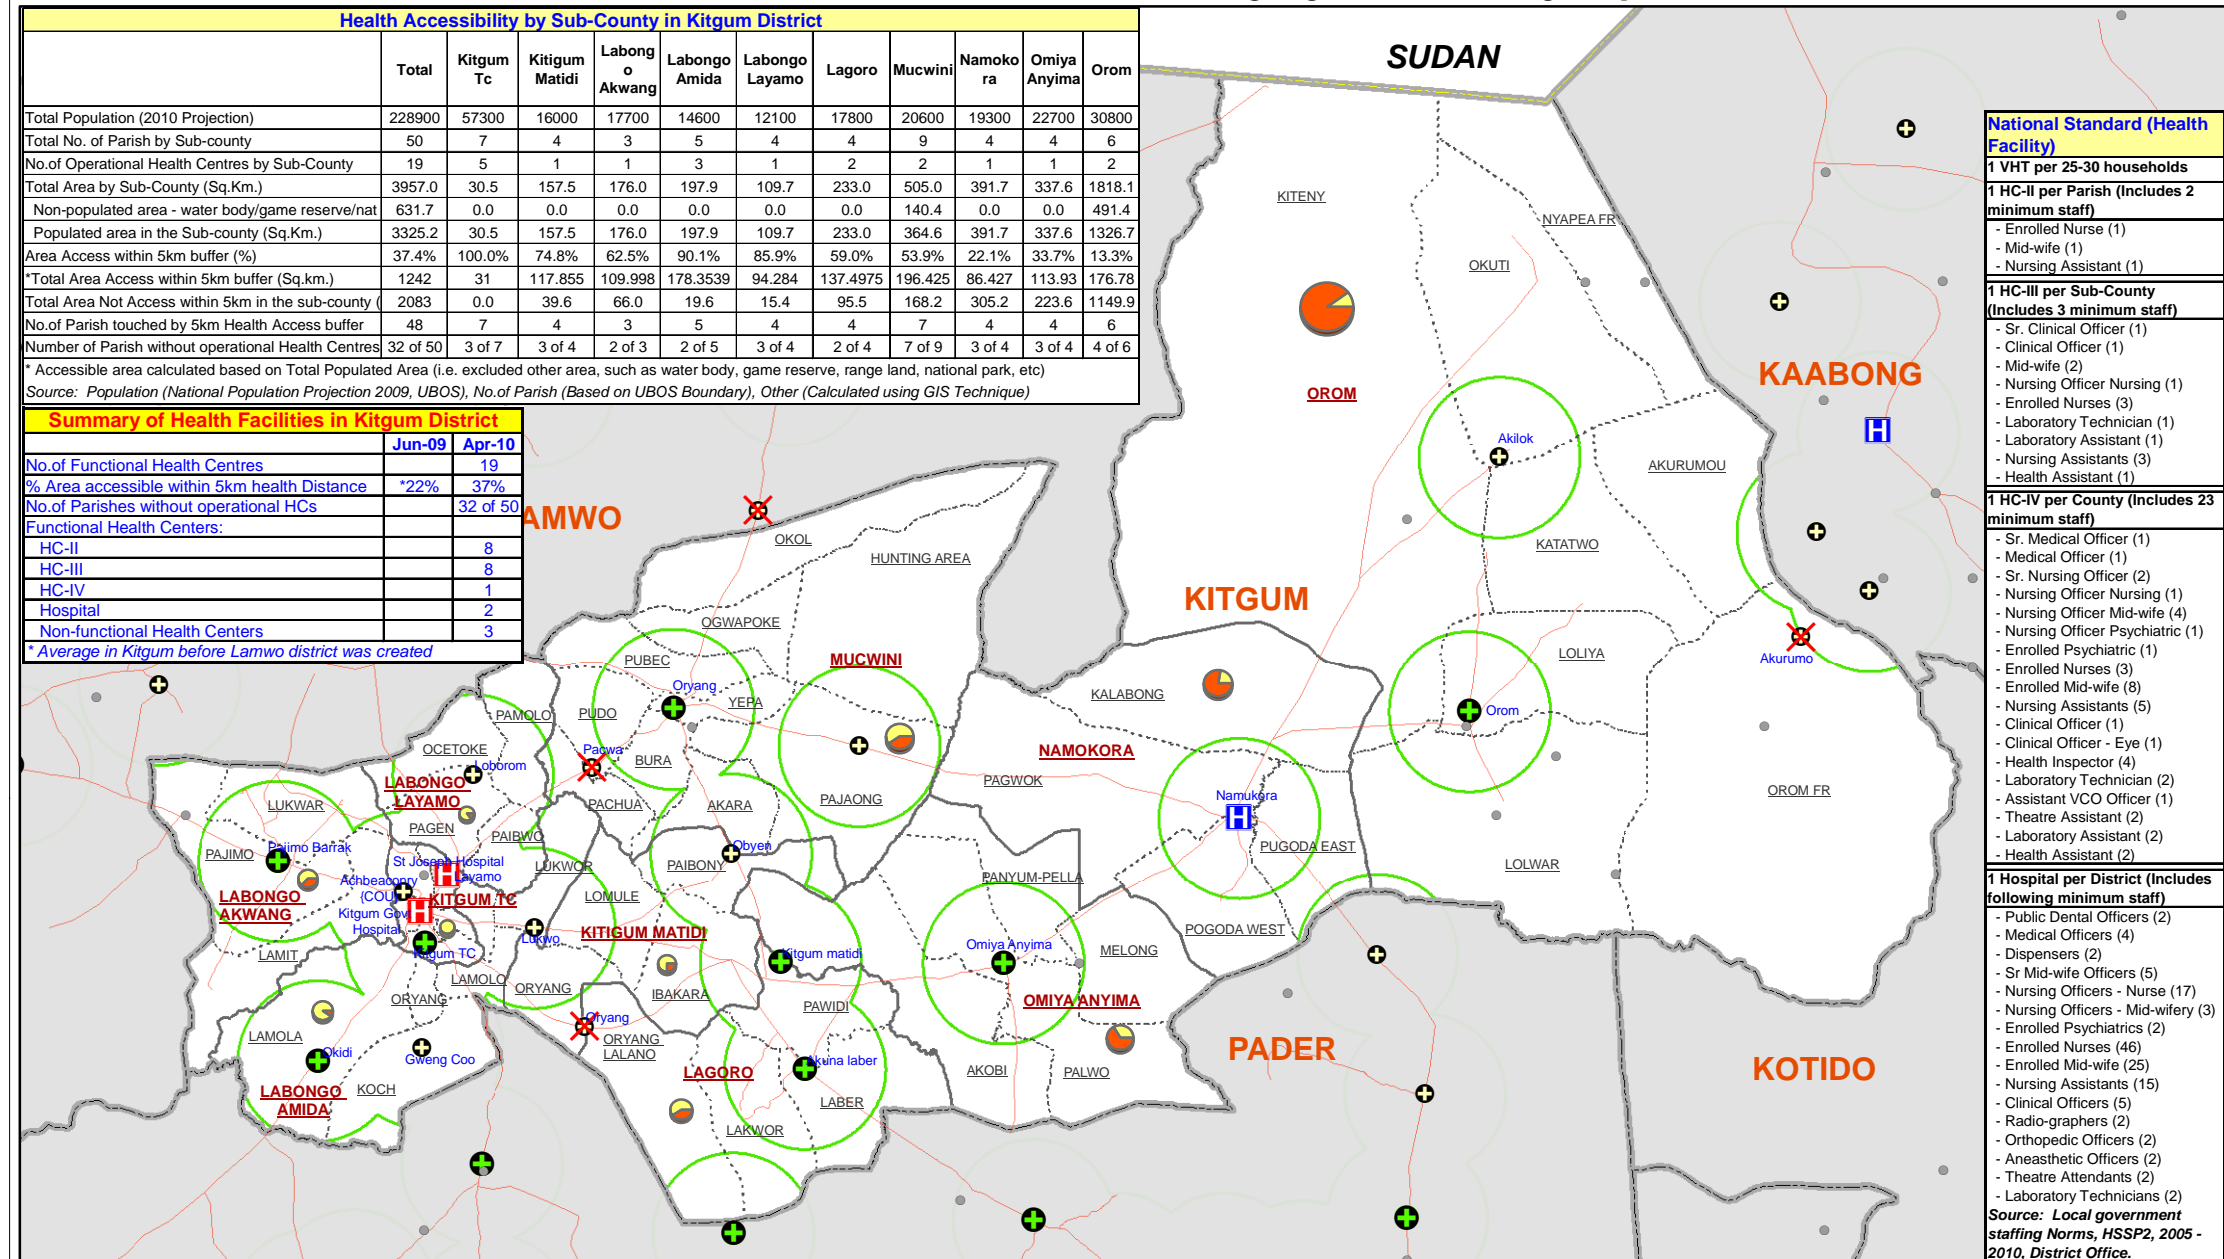 Health Accessibility by Sub-County in Kitgum District
Total Kitgum Tc Kitigum Matidi Labongo Akwang Labongo Amida Labongo Layamo Lagoro Mucwini Namokora Omiya Anyima Orom
Total Population (2010 Projection) 228900 57300 16000 17700 14600 12100 17800 20600 19300 22700 30800
Total No. of Parish by Sub-county 50 7 4 3 5 4 4 9 4 4 6
No.of Operational Health Centres by Sub-County 19 5 1 1 3 1 2 2 1 1 2
Total Area by Sub-County (Sq.Km.) 3957.0 30.5 157.5 176.0 197.9 109.7 233.0 505.0 391.7 337.6 1818.1
Non-populated area - water body/game reserve/nat 631.7 0.0 0.0 0.0 0.0 0.0 0.0 140.4 0.0 0.0 491.4
Populated area in the Sub-county (Sq.Km.) 3325.2 30.5 157.5 176.0 197.9 109.7 233.0 364.6 391.7 337.6 1326.7
Area Access within 5km buffer (%) 37.4% 100.0% 74.8% 62.5% 90.1% 85.9% 59.0% 53.9% 22.1% 33.7% 13.3%
*Total Area Access within 5km buffer (Sq.km.) 1242 31 117.855 109.998 178.3539 94.284 137.4975 196.425 86.427 113.93 176.78
Total Area Not Access within 5km in the sub-county ( 2083 0.0 39.6 66.0 19.6 15.4 95.5 168.2 305.2 223.6 1149.9
No.of Parish touched by 5km Health Access buffer 48 7 4 3 5 4 4 7 4 4 6
Number of Parish without operational Health Centres 32 of 50 3 of 7 3 of 4 2 of 3 2 of 5 3 of 4 2 of 4 7 of 9 3 of 4 3 of 4 4 of 6
* Accessible area calculated based on Total Populated Area (i.e. excluded other area, such as water body, game reserve, range land, national park, etc)
Source: Population (National Population Projection 2009, UBOS), No.of Parish (Based on UBOS Boundary), Other (Calculated using GIS Technique)
Summary of Health Facilities in Kitgum District
Jun-09 Apr-10
No.of Functional Health Centres 19
% Area accessible within 5km health Distance *22% 37%
No.of Parishes without operational HCs 32 of 50
Functional Health Centers:
HC-II 8
HC-III 8
HC-IV 1
Hospital 2
Non-functional Health Centers 3
* Average in Kitgum before Lamwo district was created
National Standard (Health
Facility)
1 VHT per 25-30 households
1 HC-II per Parish (Includes 2
minimum staff)
- Enrolled Nurse (1)
- Mid-wife (1)
- Nursing Assistant (1)
1 HC-III per Sub-County
(Includes 3 minimum staff)
- Sr. Clinical Officer (1)
- Clinical Officer (1)
- Mid-wife (2)
- Nursing Officer Nursing (1)
- Enrolled Nurses (3)
- Laboratory Technician (1)
- Laboratory Assistant (1)
- Nursing Assistants (3)
- Health Assistant (1)
1 HC-IV per County (Includes 23
minimum staff)
- Sr. Medical Officer (1)
- Medical Officer (1)
- Sr. Nursing Officer (2)
- Nursing Officer Nursing (1)
- Nursing Officer Mid-wife (4)
- Nursing Officer Psychiatric (1)
- Enrolled Psychiatric (1)
- Enrolled Nurses (3)
- Enrolled Mid-wife (8)
- Nursing Assistants (5)
- Clinical Officer (1)
- Clinical Officer - Eye (1)
- Health Inspector (4)
- Laboratory Technician (2)
- Assistant VCO Officer (1)
- Theatre Assistant (2)
- Laboratory Assistant (2)
- Health Assistant (2)
1 Hospital per District (Includes
following minimum staff)
- Public Dental Officers (2)
- Medical Officers (4)
- Dispensers (2)
- Sr Mid-wife Officers (5)
- Nursing Officers - Nurse (17)
- Nursing Officers - Mid-wifery (3)
- Enrolled Psychiatrics (2)
- Enrolled Nurses (46)
- Enrolled Mid-wife (25)
- Nursing Assistants (15)
- Clinical Officers (5)
- Radio-graphers (2)
- Orthopedic Officers (2)
- Aneasthetic Officers (2)
- Theatre Attendants (2)
- Laboratory Technicians (2)
Source: Local government
staffing Norms, HSSP2, 2005 -
2010, District Office.
SUDAN
KITENY
NYAPEA FR
OKUTI
KAABONG
OROM
Akilok
H
AKURUMOU
AMWO
OKOL
HUNTING AREA
KATATWO
KITGUM
OGWAPOKE
PUBEC
MUCWINI
LOLIYA
Akurumo
Oryang
YEPA
KALABONG
PAMOLO
PUDO
Orom
OCETOKE
Pacwa
BURA
NAMOKORA
Loborom
LABONGO
LAYAMO
PAGWOK
OROM FR
LUKWAR
PACHUA
AKARA
PAJAONG
Namukora
H
PAGEN
PAIBWO
PAJIMO
Pajimo Barrak
Obyen
PUGODA EAST
St Joseph Hospital
Layamo
H
LUKWOR
PAIBONY
LOLWAR
Achbeaconry
(COU)
PANYUM-PELLA
LABONGO
AKWANG
KITGUM TC
LOMULE
Kitgum Gov
Hospital
H
KITIGUM MATIDI
POGODA WEST
Lukwo
Omiya Anyima
MELONG
LAMIT
Kitgum TC
Kitgum matidi
LAMOLO
ORYANG
ORYANG
IBAKARA
PAWIDI
OMIYA ANYIMA
Oryang
LAMOLA
ORYANG
LALANO
PADER
Okidi
Gweng Coo
Akuna laber
LAGORO
AKOBI
PALWO
KOTIDO
LABONGO
AMIDA
KOCH
LABER
LAKWOR